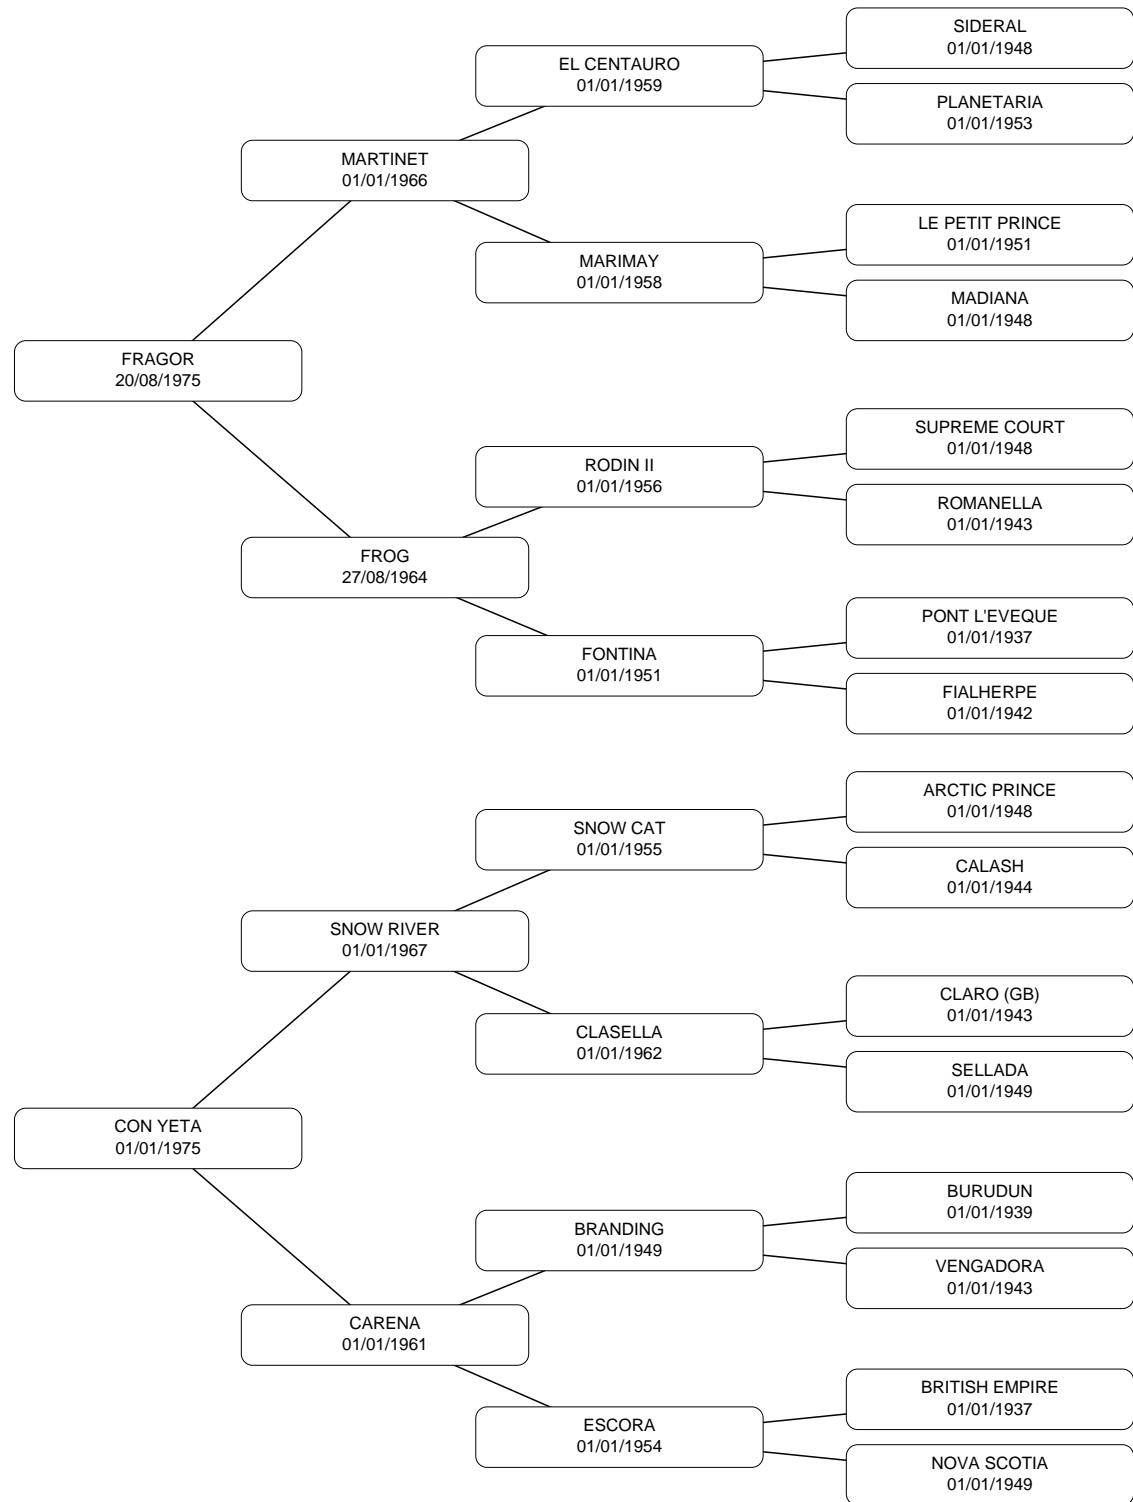 SIDERAL
01/01/1948
EL CENTAURO
01/01/1959
PLANETARIA
01/01/1953
MARTINET
01/01/1966
LE PETIT PRINCE
01/01/1951
MARIMAY
01/01/1958
MADIANA
01/01/1948
FRAGOR
20/08/1975
SUPREME COURT
01/01/1948
RODIN II
01/01/1956
ROMANELLA
01/01/1943
FROG
27/08/1964
PONT L'EVEQUE
01/01/1937
FONTINA
01/01/1951
FIALHERPE
01/01/1942
ARCTIC PRINCE
01/01/1948
SNOW CAT
01/01/1955
CALASH
01/01/1944
SNOW RIVER
01/01/1967
CLARO (GB)
01/01/1943
CLASELLA
01/01/1962
SELLADA
01/01/1949
CON YETA
01/01/1975
BURUDUN
01/01/1939
BRANDING
01/01/1949
VENGADORA
01/01/1943
CARENA
01/01/1961
BRITISH EMPIRE
01/01/1937
ESCORA
01/01/1954
NOVA SCOTIA
01/01/1949